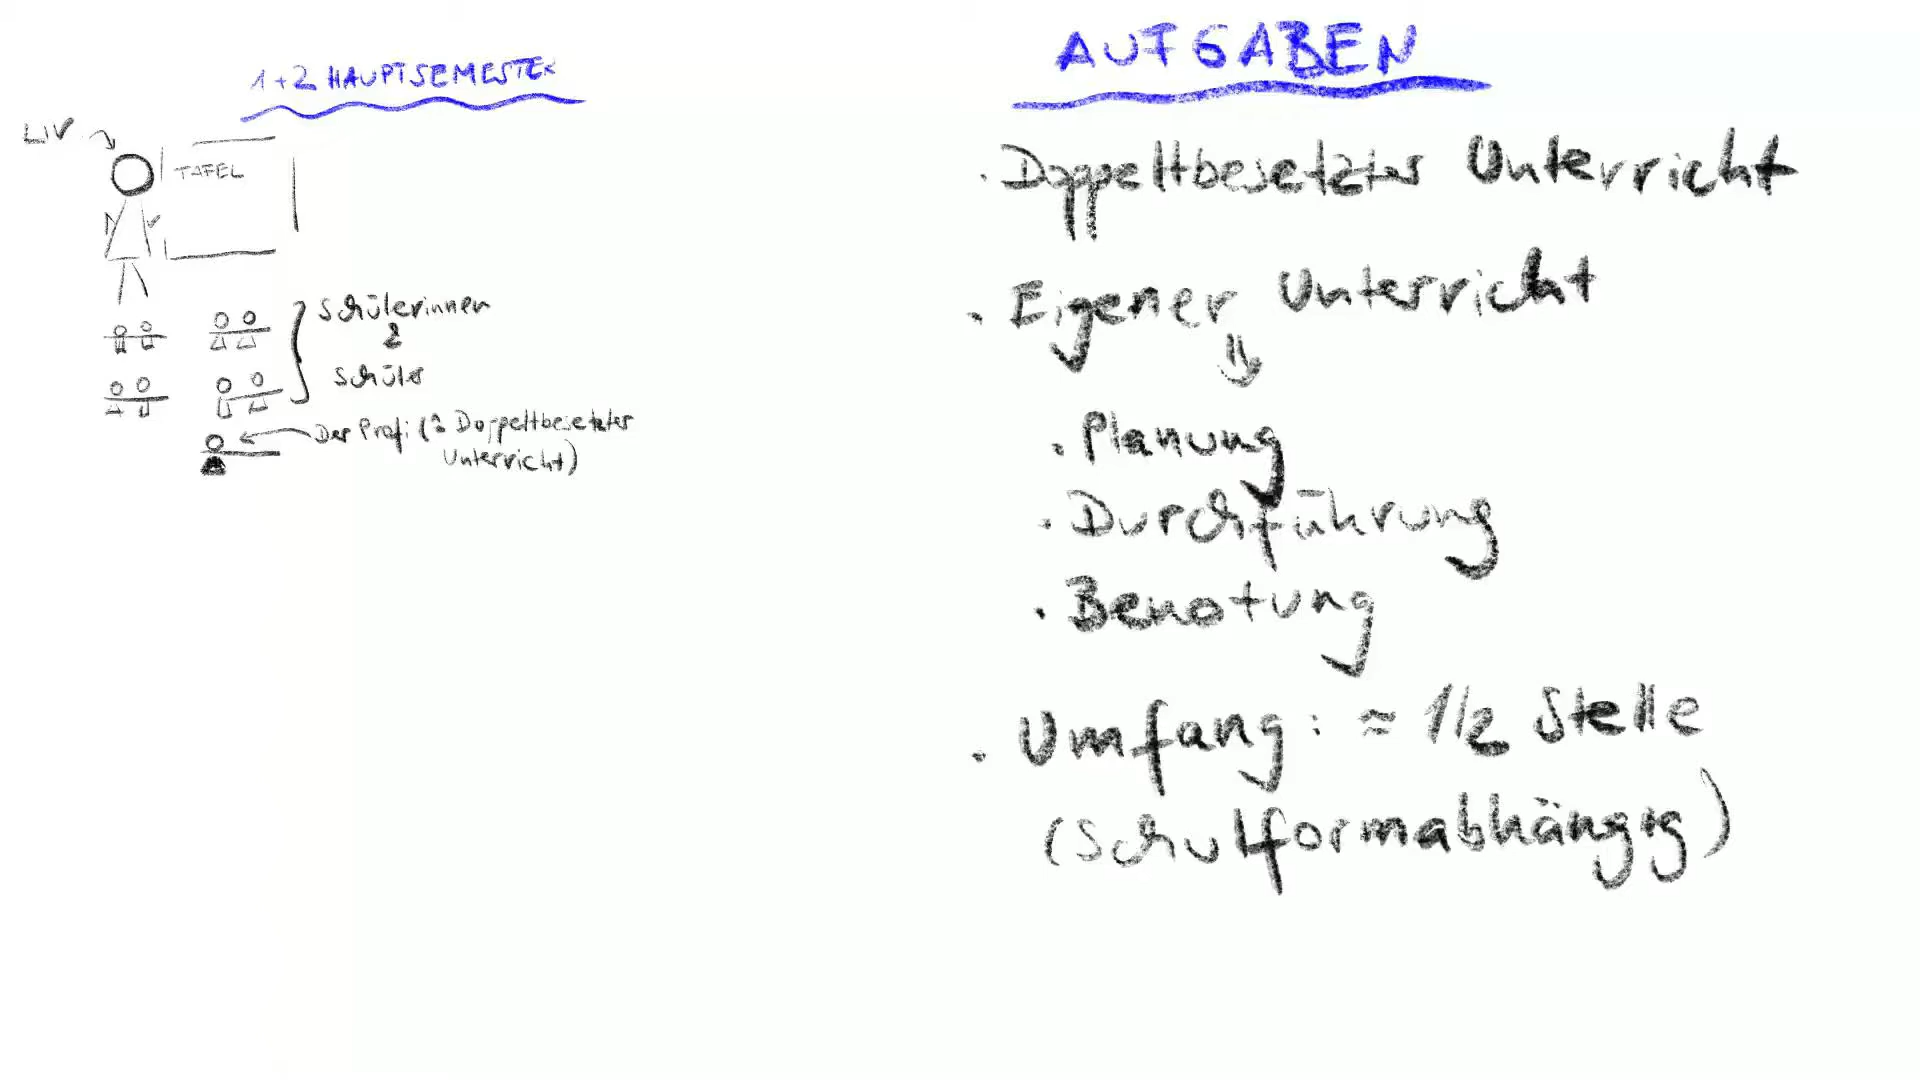 1+2 HAUPTSEMESTER
LIV
TAFEL
Schülerinnen
&
Schüler
Der Profi (≙ Doppeltbesetzter
Unterricht)
AUFGABEN
· Doppeltbesetzter Unterricht
· Eigener Unterricht
· Planung
· Durchführung
· Benotung
· Umfang: ≈ 1/2 Stelle
(Schulformabhängig)